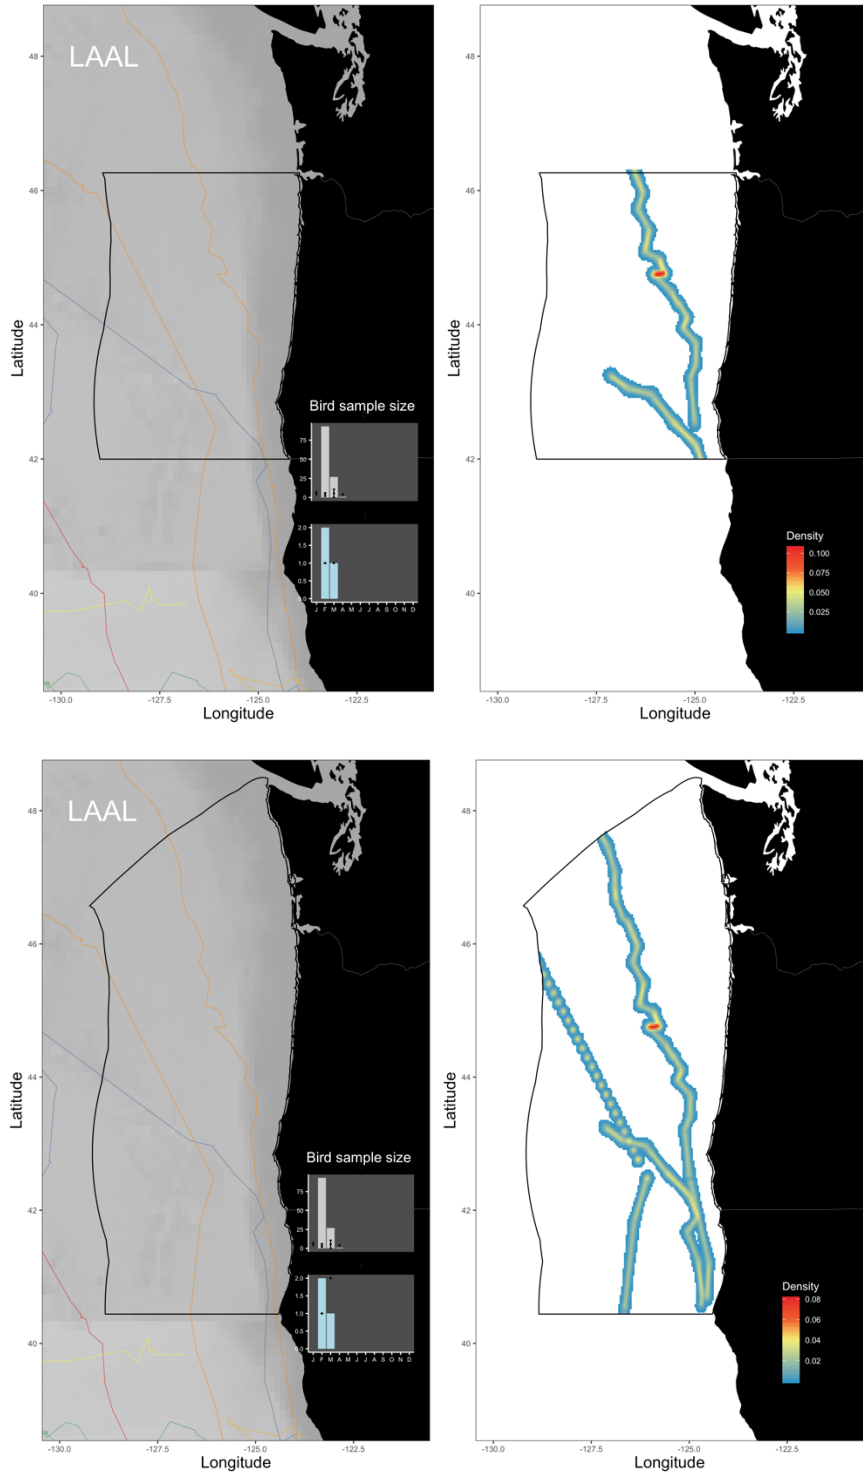 LAAL
48
46
44
42
40
Latitude
Bird sample size
75
50
25
0
2.0
1.5
1.0
0.5
0.0
J F M A M J J A S O N D
-130.0 -127.5 -125.0 -122.5
Longitude
48
46
44
42
40
Latitude
Density
0.100
0.075
0.050
0.025
-130.0 -127.5 -125.0 -122.5
Longitude
LAAL
48
46
44
42
40
Latitude
Bird sample size
75
50
25
0
2.0
1.5
1.0
0.5
0.0
J F M A M J J A S O N D
-130.0 -127.5 -125.0 -122.5
Longitude
48
46
44
42
40
Latitude
Density
0.08
0.06
0.04
0.02
-130.0 -127.5 -125.0 -122.5
Longitude